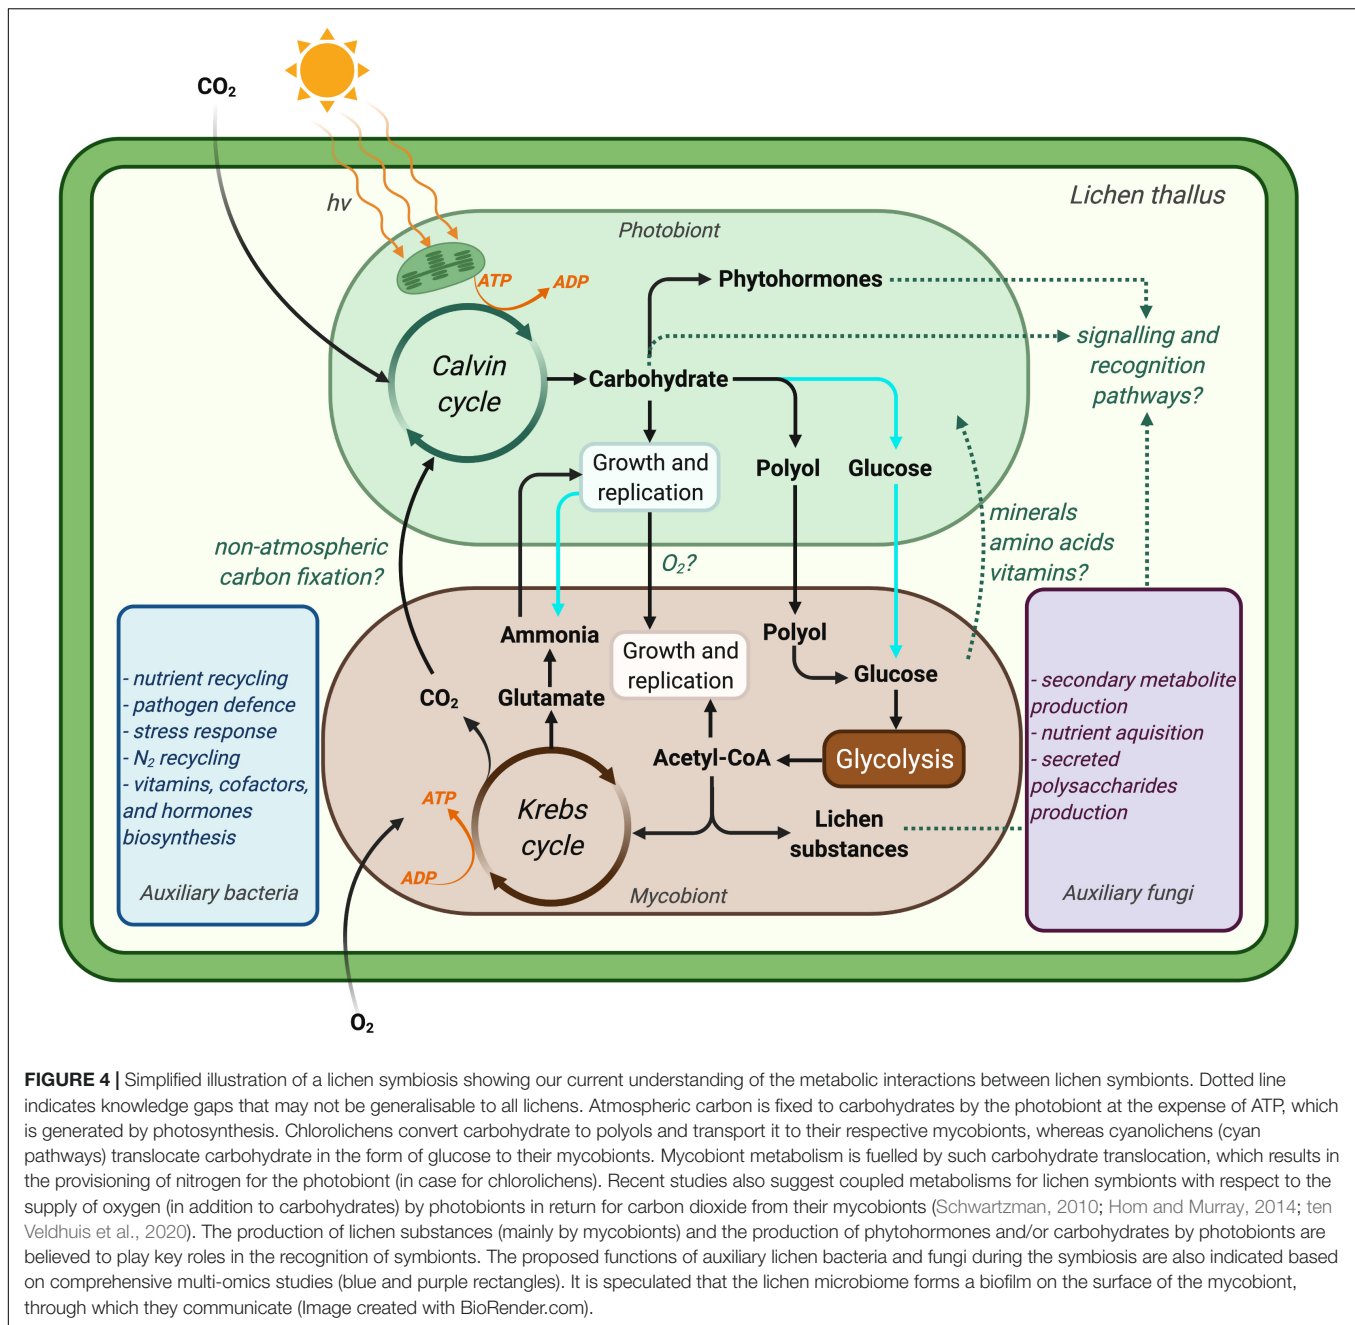 CO₂
hv
Lichen thallus
Photobiont
ATP
ADP
Phytohormones
Calvin
cycle
Carbohydrate
signalling and
recognition
pathways?
Growth and
replication
Polyol
Glucose
non-atmospheric
carbon fixation?
O₂?
minerals
amino acids
vitamins?
Ammonia
Growth and
replication
Polyol
Glucose
CO₂
Glutamate
Acetyl-CoA
Glycolysis
ATP
ADP
Krebs
cycle
Lichen
substances
Mycobiont
- nutrient recycling
- pathogen defence
- stress response
- N₂ recycling
- vitamins, cofactors,
and hormones
biosynthesis
Auxiliary bacteria
- secondary metabolite
production
- nutrient aquisition
- secreted
polysaccharides
production
Auxiliary fungi
O₂
FIGURE 4 | Simplified illustration of a lichen symbiosis showing our current understanding of the metabolic interactions between lichen symbionts. Dotted line
indicates knowledge gaps that may not be generalisable to all lichens. Atmospheric carbon is fixed to carbohydrates by the photobiont at the expense of ATP, which
is generated by photosynthesis. Chlorolichens convert carbohydrate to polyols and transport it to their respective mycobionts, whereas cyanolichens (cyan
pathways) translocate carbohydrate in the form of glucose to their mycobionts. Mycobiont metabolism is fuelled by such carbohydrate translocation, which results in
the provisioning of nitrogen for the photobiont (in case for chlorolichens). Recent studies also suggest coupled metabolisms for lichen symbionts with respect to the
supply of oxygen (in addition to carbohydrates) by photobionts in return for carbon dioxide from their mycobionts (Schwartzman, 2010; Hom and Murray, 2014; ten
Veldhuis et al., 2020). The production of lichen substances (mainly by mycobionts) and the production of phytohormones and/or carbohydrates by photobionts are
believed to play key roles in the recognition of symbionts. The proposed functions of auxiliary lichen bacteria and fungi during the symbiosis are also indicated based
on comprehensive multi-omics studies (blue and purple rectangles). It is speculated that the lichen microbiome forms a biofilm on the surface of the mycobiont,
through which they communicate (Image created with BioRender.com).